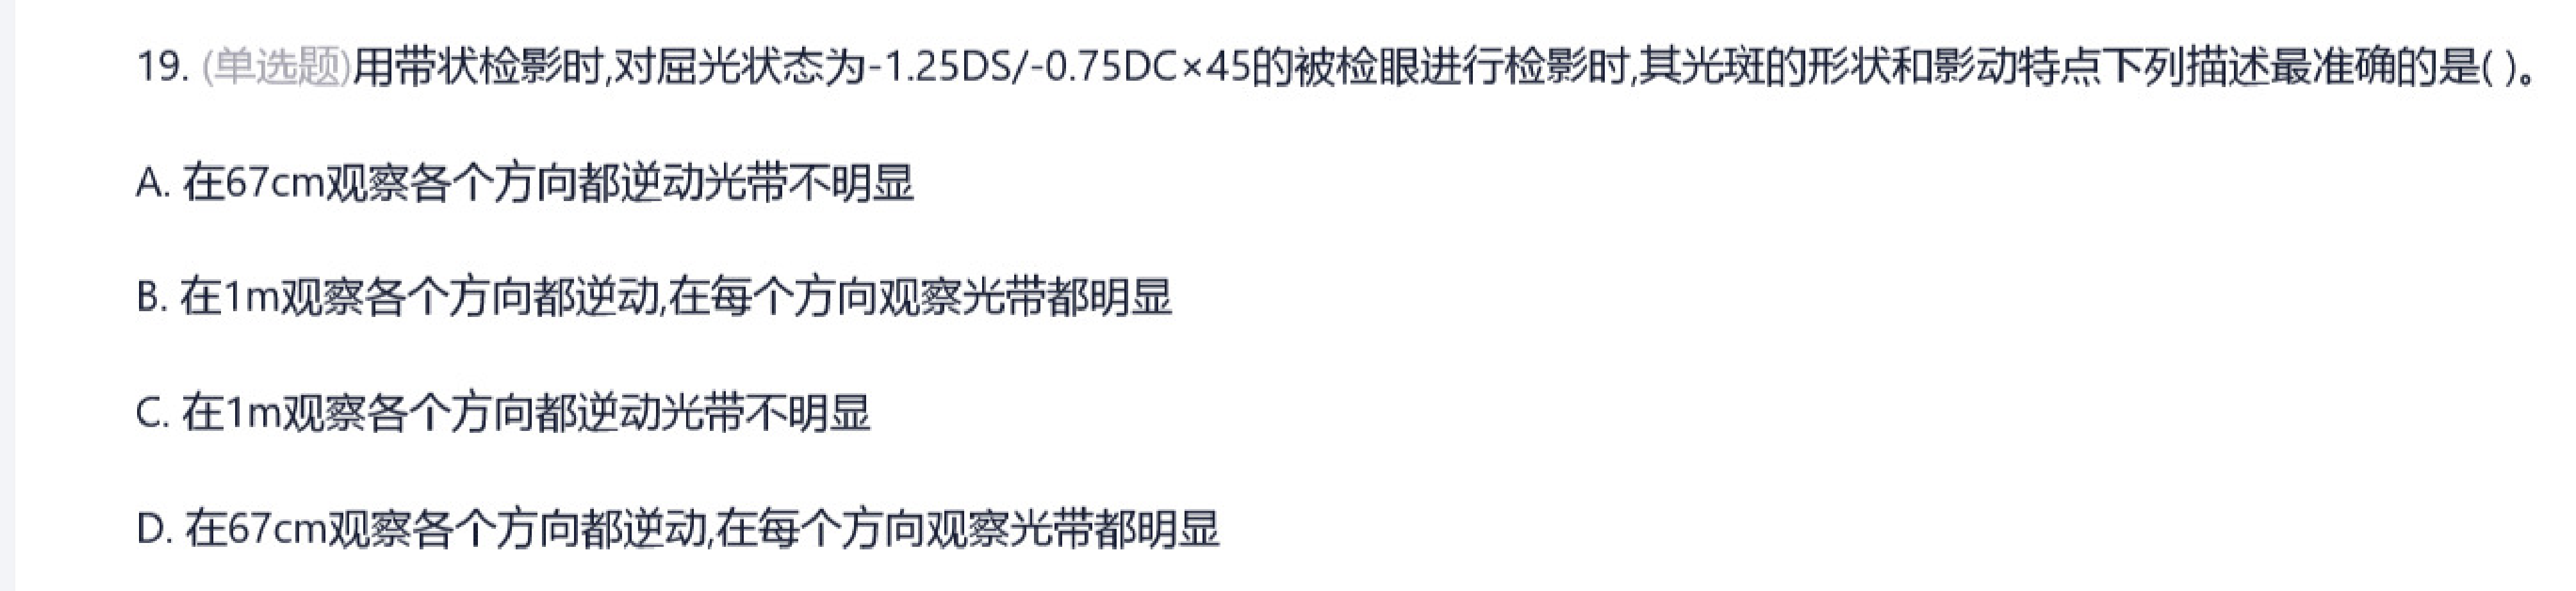 19. (单选题)用带状检影时,对屈光状态为-1.25DS/-0.75DC×45的被检眼进行检影时,其光斑的形状和影动特点下列描述最准确的是( )。
A. 在67cm观察各个方向都逆动光带不明显
B. 在1m观察各个方向都逆动,在每个方向观察光带都明显
C. 在1m观察各个方向都逆动光带不明显
D. 在67cm观察各个方向都逆动,在每个方向观察光带都明显